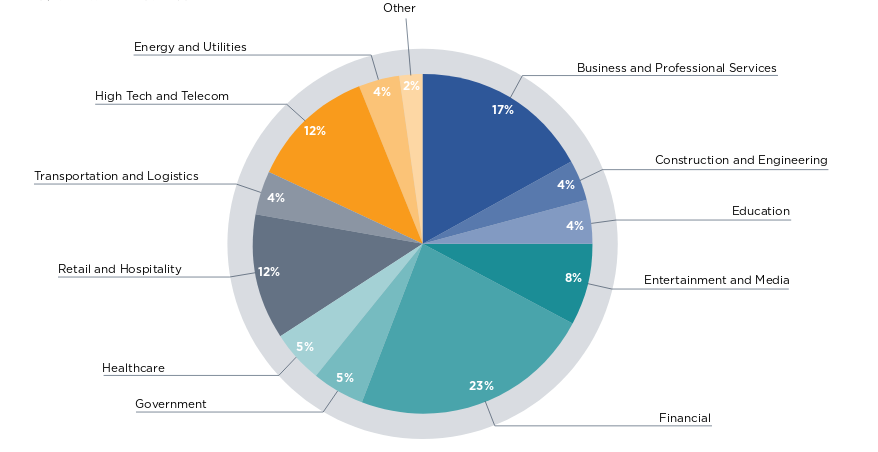 Other
Energy and Utilities
Business and Professional Services
2%
4%
High Tech and Telecom
17%
12%
Construction and Engineering
Transportation and Logistics
4%
4%
Education
4%
Retail and Hospitality
12%
8%
Entertainment and Media
5%
Healthcare
5%
23%
Government
Financial